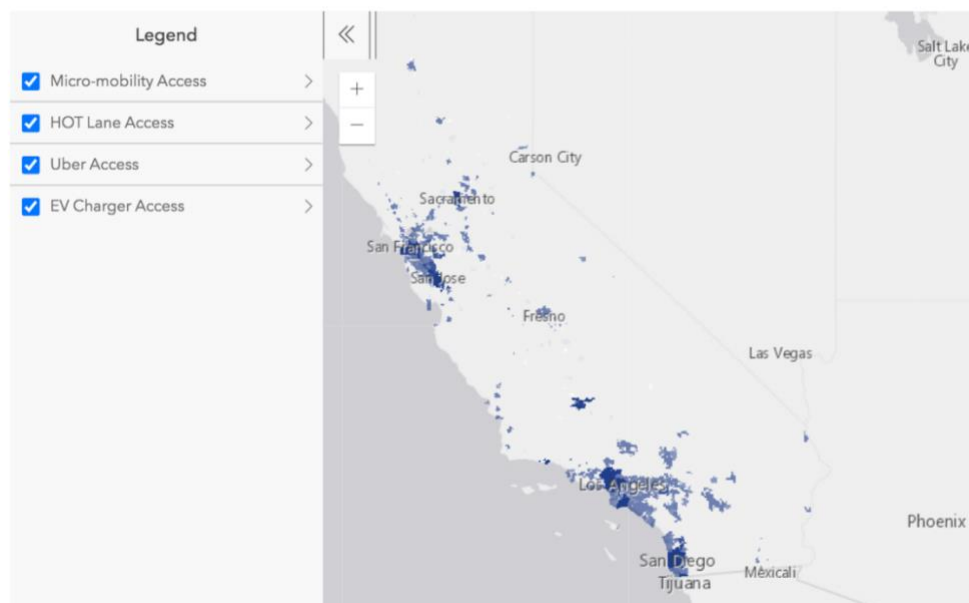 Legend
Micro-mobility Access
HOT Lane Access
Uber Access
EV Charger Access
+
−
Salt Lake
City
Carson City
Sacramento
San Francisco
San Jose
Fresno
Las Vegas
Los Angeles
Phoenix
San Diego
Tijuana
Mexicali